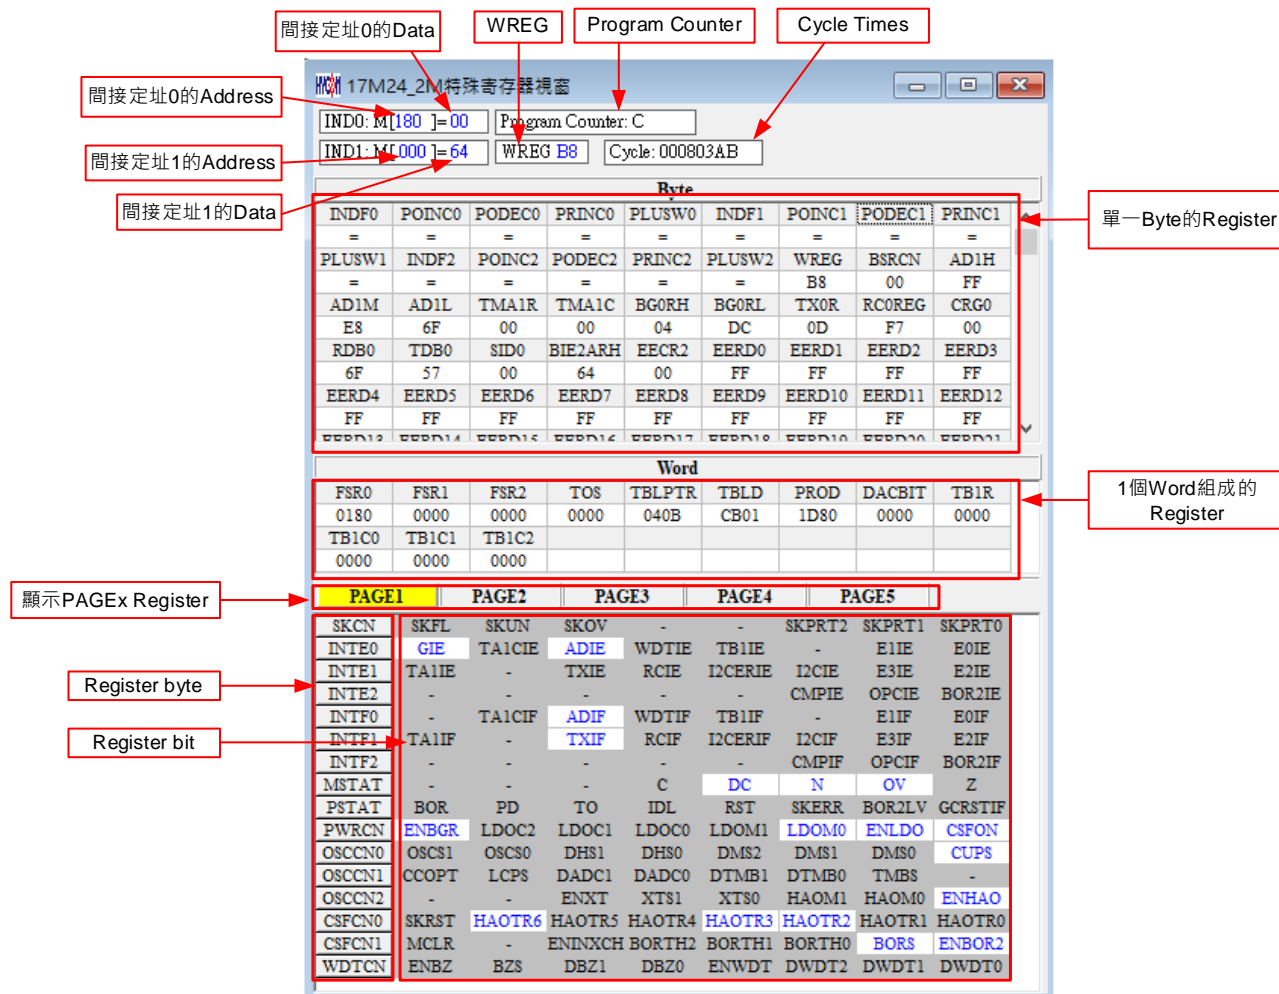 間接定址0的Data
WREG
Program Counter
Cycle Times
HYCON 17M24_2M特殊寄存器視窗
間接定址0的Address
IND0: M[180 ]= 00
Program Counter: C
間接定址1的Address
IND1: M[000 ]= 64
WREG B8
Cycle: 000803AB
間接定址1的Data
Byte
單一Byte的Register
INDF0 POINC0 PODEC0 PRINC0 PLUSW0 INDF1 POINC1 PODEC1 PRINC1
= = = = = = = = =
PLUSW1 INDF2 POINC2 PODEC2 PRINC2 PLUSW2 WREG BSRCN AD1H
= = = = = = B8 00 FF
AD1M AD1L TMA1R TMA1C BG0RH BG0RL TX0R RC0REG CRG0
E8 6F 00 00 04 DC 0D F7 00
RDB0 TDB0 SID0 BIE2ARH EECR2 EERD0 EERD1 EERD2 EERD3
6F 57 00 64 00 FF FF FF FF
EERD4 EERD5 EERD6 EERD7 EERD8 EERD9 EERD10 EERD11 EERD12
FF FF FF FF FF FF FF FF FF
EERD13 EERD14 EERD15 EERD16 EERD17 EERD18 EERD19 EERD20 EERD21
Word
1個Word組成的
Register
FSR0 FSR1 FSR2 TOS TBLPTR TBLD PROD DACBIT TB1R
0180 0000 0000 0000 040B CB01 1D80 0000 0000
TB1C0 TB1C1 TB1C2
0000 0000 0000
顯示PAGEx Register
PAGE1 PAGE2 PAGE3 PAGE4 PAGE5
Register byte
Register bit
SKCN SKFL SKUN SKOV - - SKPRT2 SKPRT1 SKPRT0
INTE0 GIE TA1CIE ADIE WDTIE TB1IE - E1IE E0IE
INTE1 TA1IE - TXIE RCIE I2CERIE I2CIE E3IE E2IE
INTE2 - - - - - CMPIE OPCIE BOR2IE
INTF0 - TA1CIF ADIF WDTIF TB1IF - E1IF E0IF
INTF1 TA1IF - TXIF RCIF I2CERIF I2CIF E3IF E2IF
INTF2 - - - - - CMPIF OPCIF BOR2IF
MSTAT - - - C DC N OV Z
PSTAT BOR PD TO IDL RST SKERR BOR2LV GCRSTIF
PWRCN ENBGR LDOC2 LDOC1 LDOC0 LDOM1 LDOM0 ENLDO CSFON
OSCCN0 OSCS1 OSCS0 DHS1 DHS0 DMS2 DMS1 DMS0 CUPS
OSCCN1 CCOPT LCPS DADC1 DADC0 DTMB1 DTMB0 TMBS -
OSCCN2 - - ENXT XTS1 XTS0 HAOM1 HAOM0 ENHAO
CSFCN0 SKRST HAOTR6 HAOTR5 HAOTR4 HAOTR3 HAOTR2 HAOTR1 HAOTR0
CSFCN1 MCLR - ENINXCH BORTH2 BORTH1 BORTH0 BORS ENBOR2
WDTCN ENBZ BZS DBZ1 DBZ0 ENWDT DWDT2 DWDT1 DWDT0